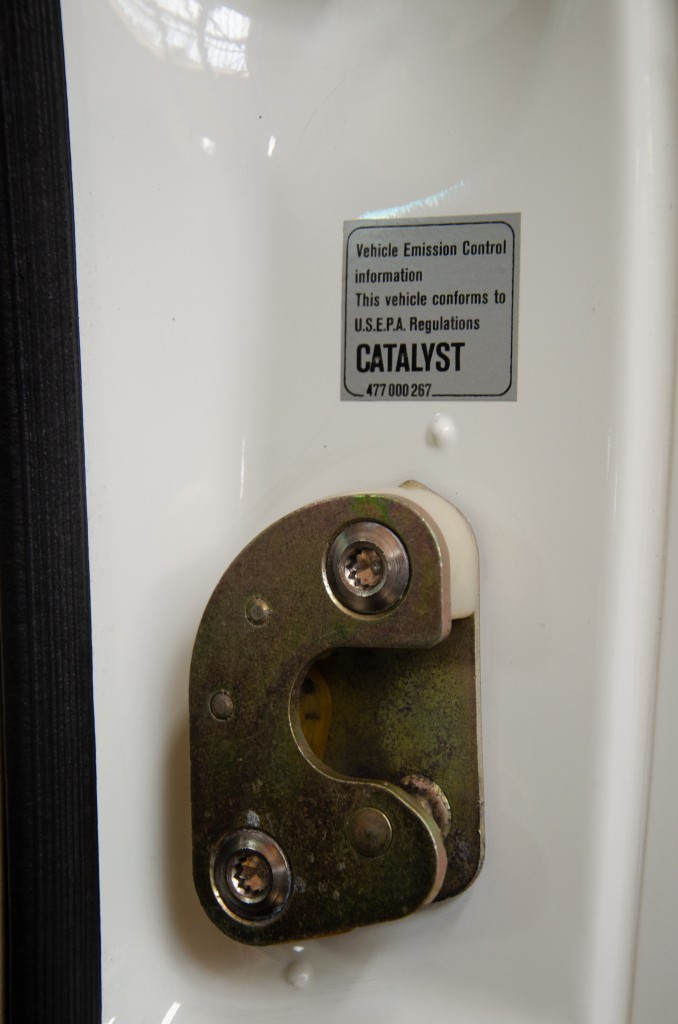 Vehicle Emission Control
information
This vehicle conforms to
U.S.E.P.A. Regulations
CATALYST
477 000 267